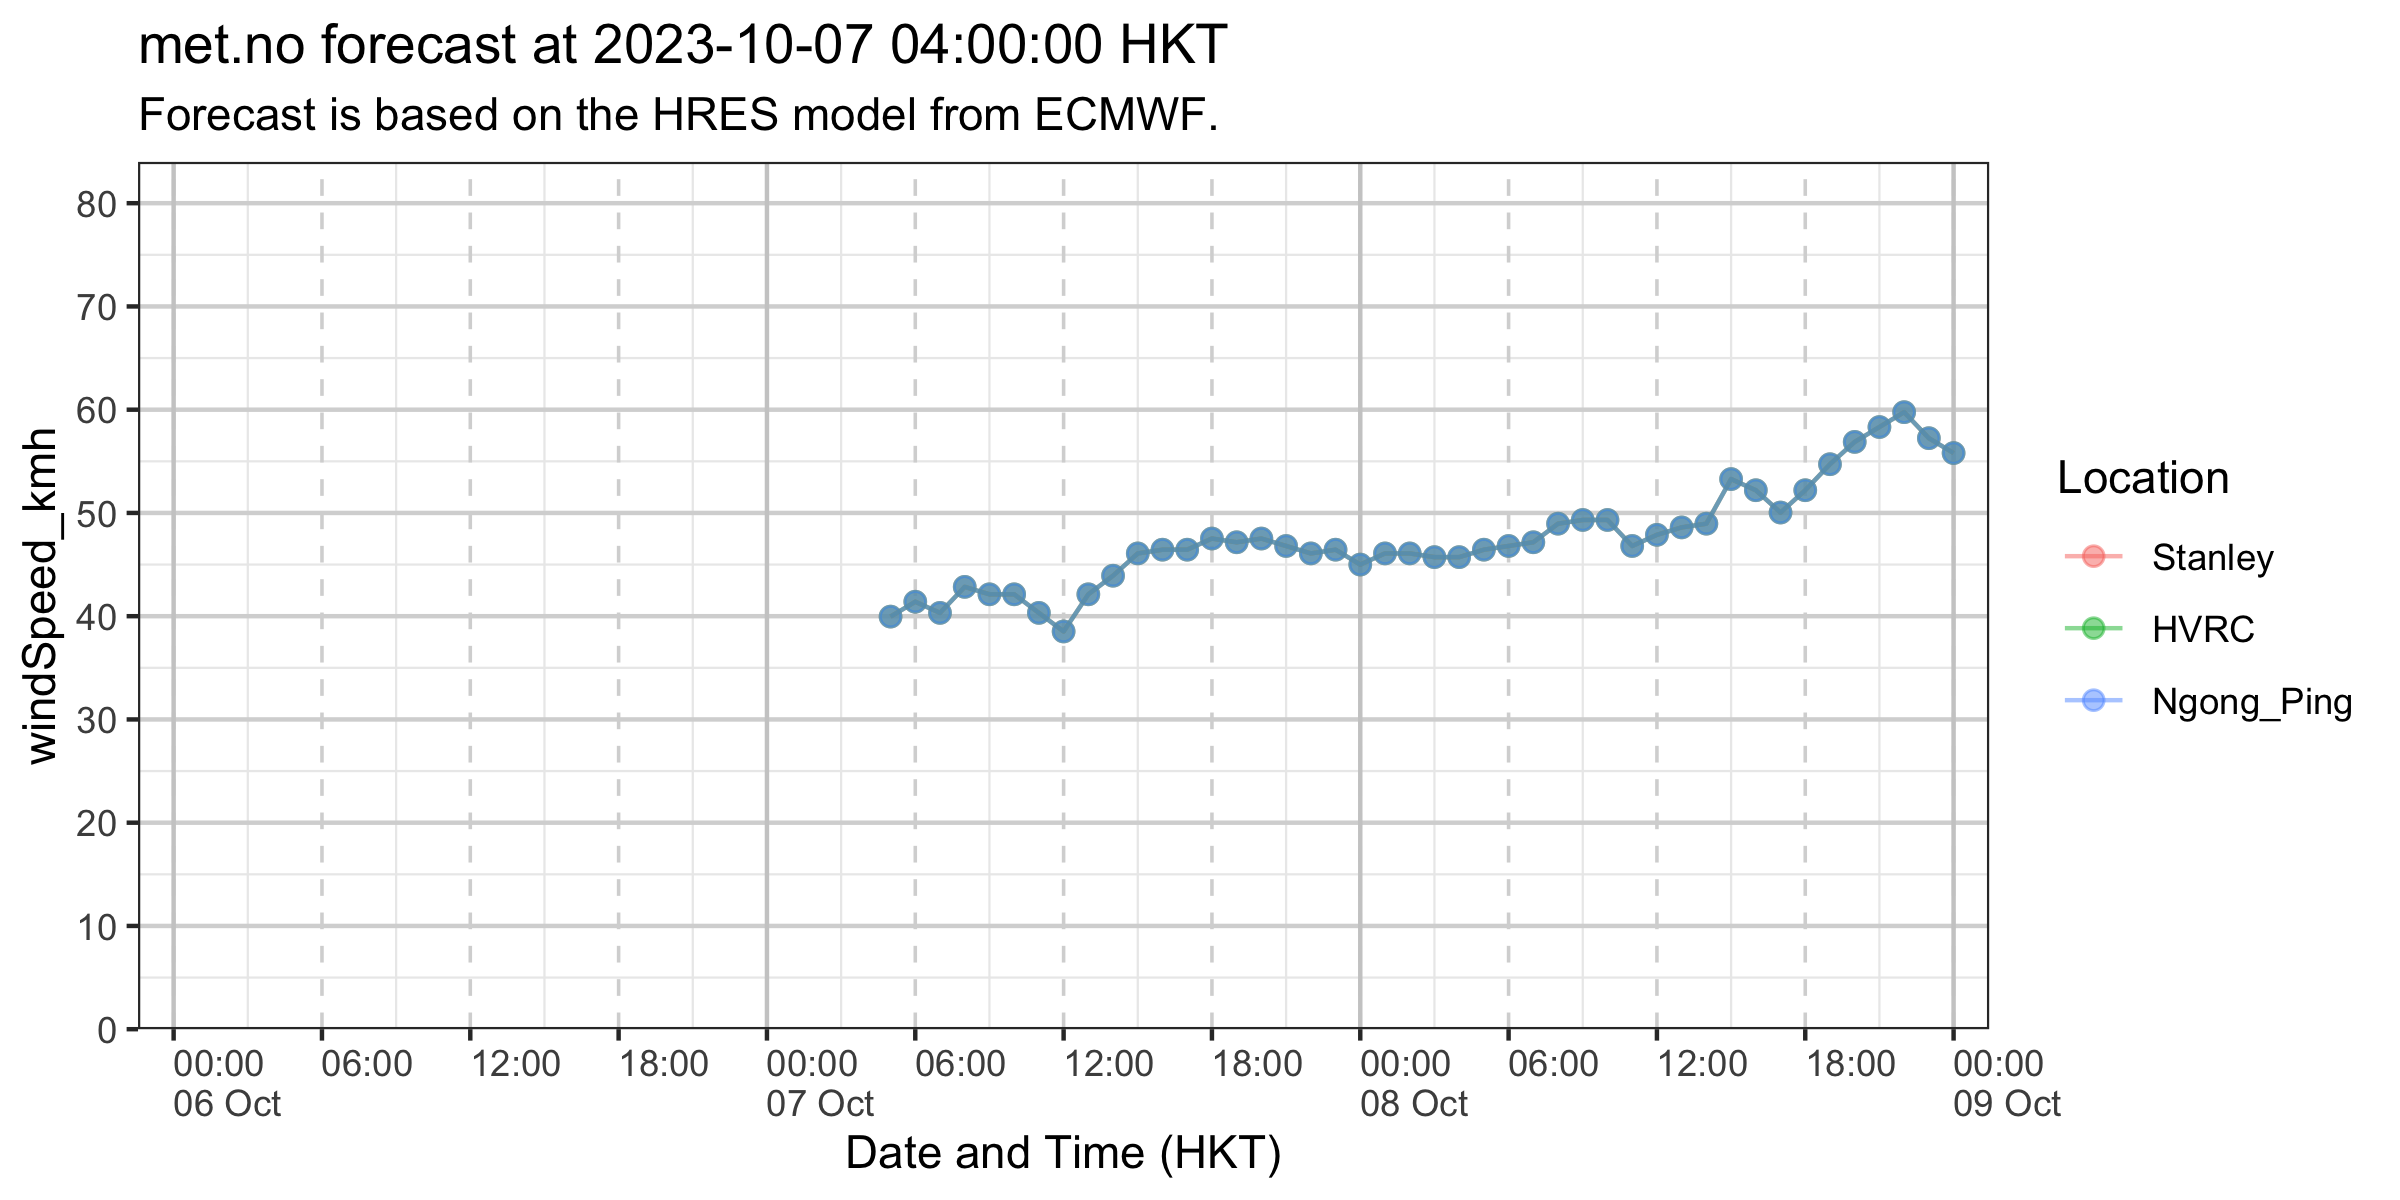 met.no forecast at 2023-10-07 04:00:00 HKT
Forecast is based on the HRES model from ECMWF.
windSpeed_kmh
80
70
60
50
40
30
20
10
0
00:00 06:00 12:00 18:00 00:00 06:00 12:00 18:00 00:00 06:00 12:00 18:00 00:00
06 Oct 07 Oct 08 Oct 09 Oct
Date and Time (HKT)
Location
Stanley
HVRC
Ngong_Ping